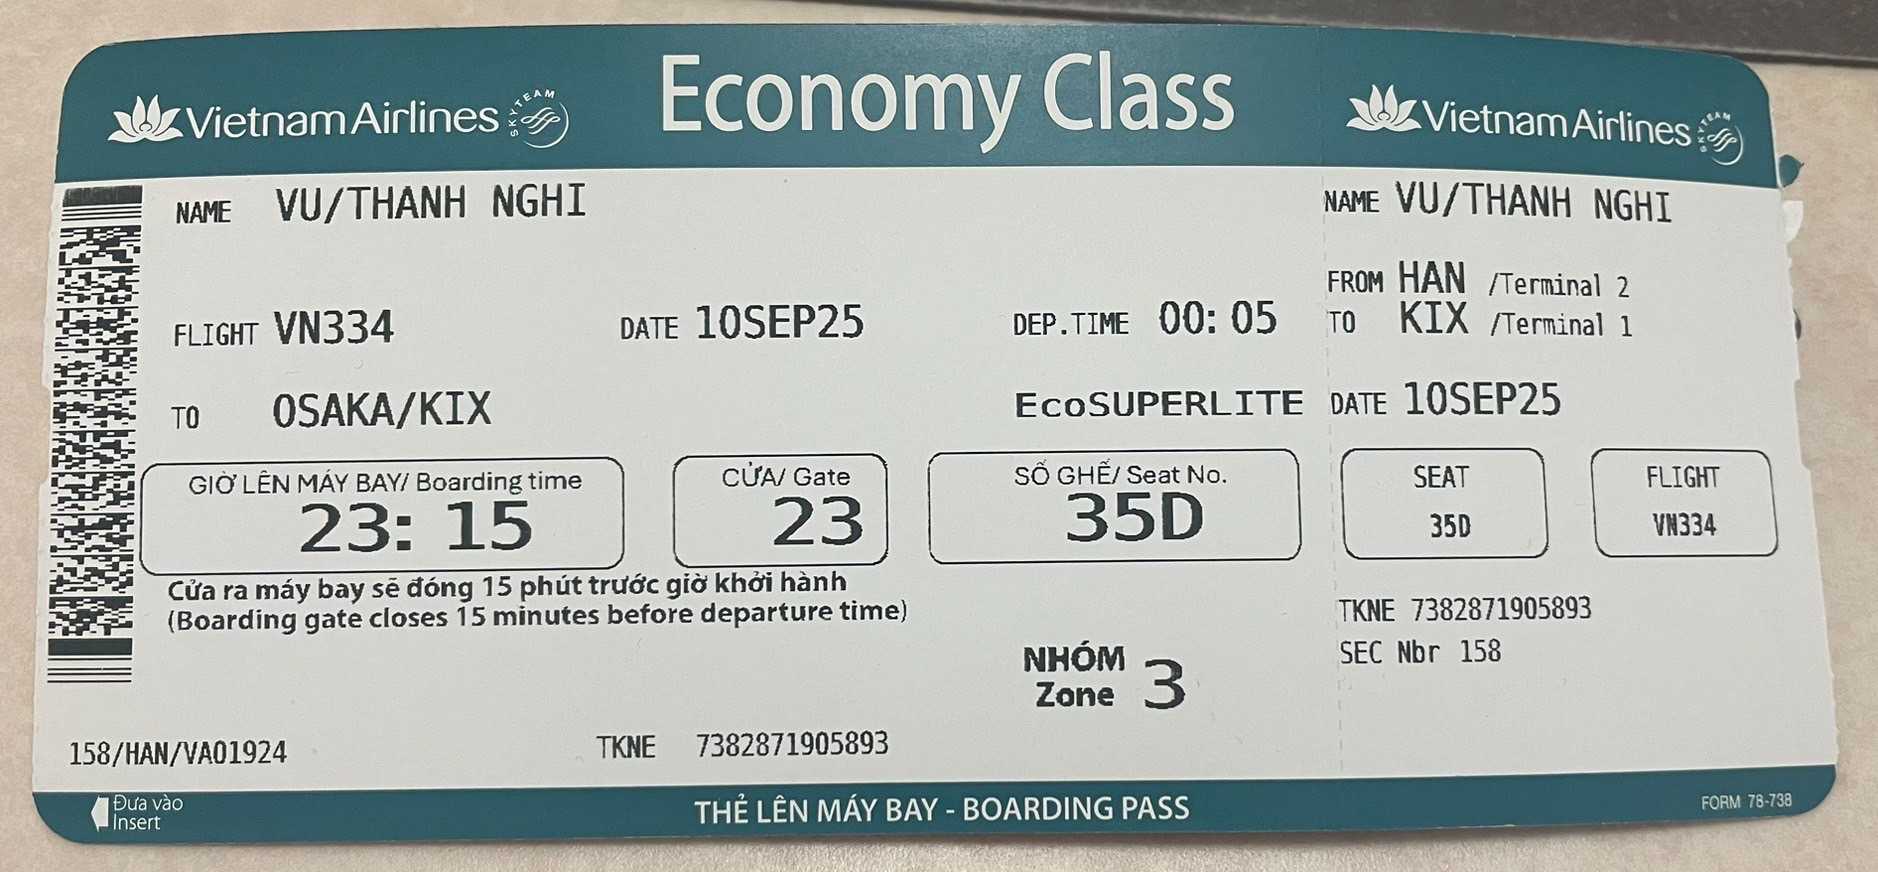 Vietnam Airlines SKYTEAM Economy Class Vietnam Airlines SKYTEAM
NAME VU/THANH NGHI
FLIGHT VN334 DATE 10SEP25 DEP.TIME 00: 05
TO OSAKA/KIX EcoSUPERLITE
GIỜ LÊN MÁY BAY/ Boarding time
23: 15
CỬA/ Gate
23
SỐ GHẾ/ Seat No.
35D
Cửa ra máy bay sẽ đóng 15 phút trước giờ khởi hành
(Boarding gate closes 15 minutes before departure time)
NHÓM
Zone 3
158/HAN/VA01924 TKNE 7382871905893
Đưa vào
Insert
THẺ LÊN MÁY BAY - BOARDING PASS
NAME VU/THANH NGHI
FROM HAN /Terminal 2
TO KIX /Terminal 1
DATE 10SEP25
SEAT
35D
FLIGHT
VN334
TKNE 7382871905893
SEC Nbr 158
FORM 78-738